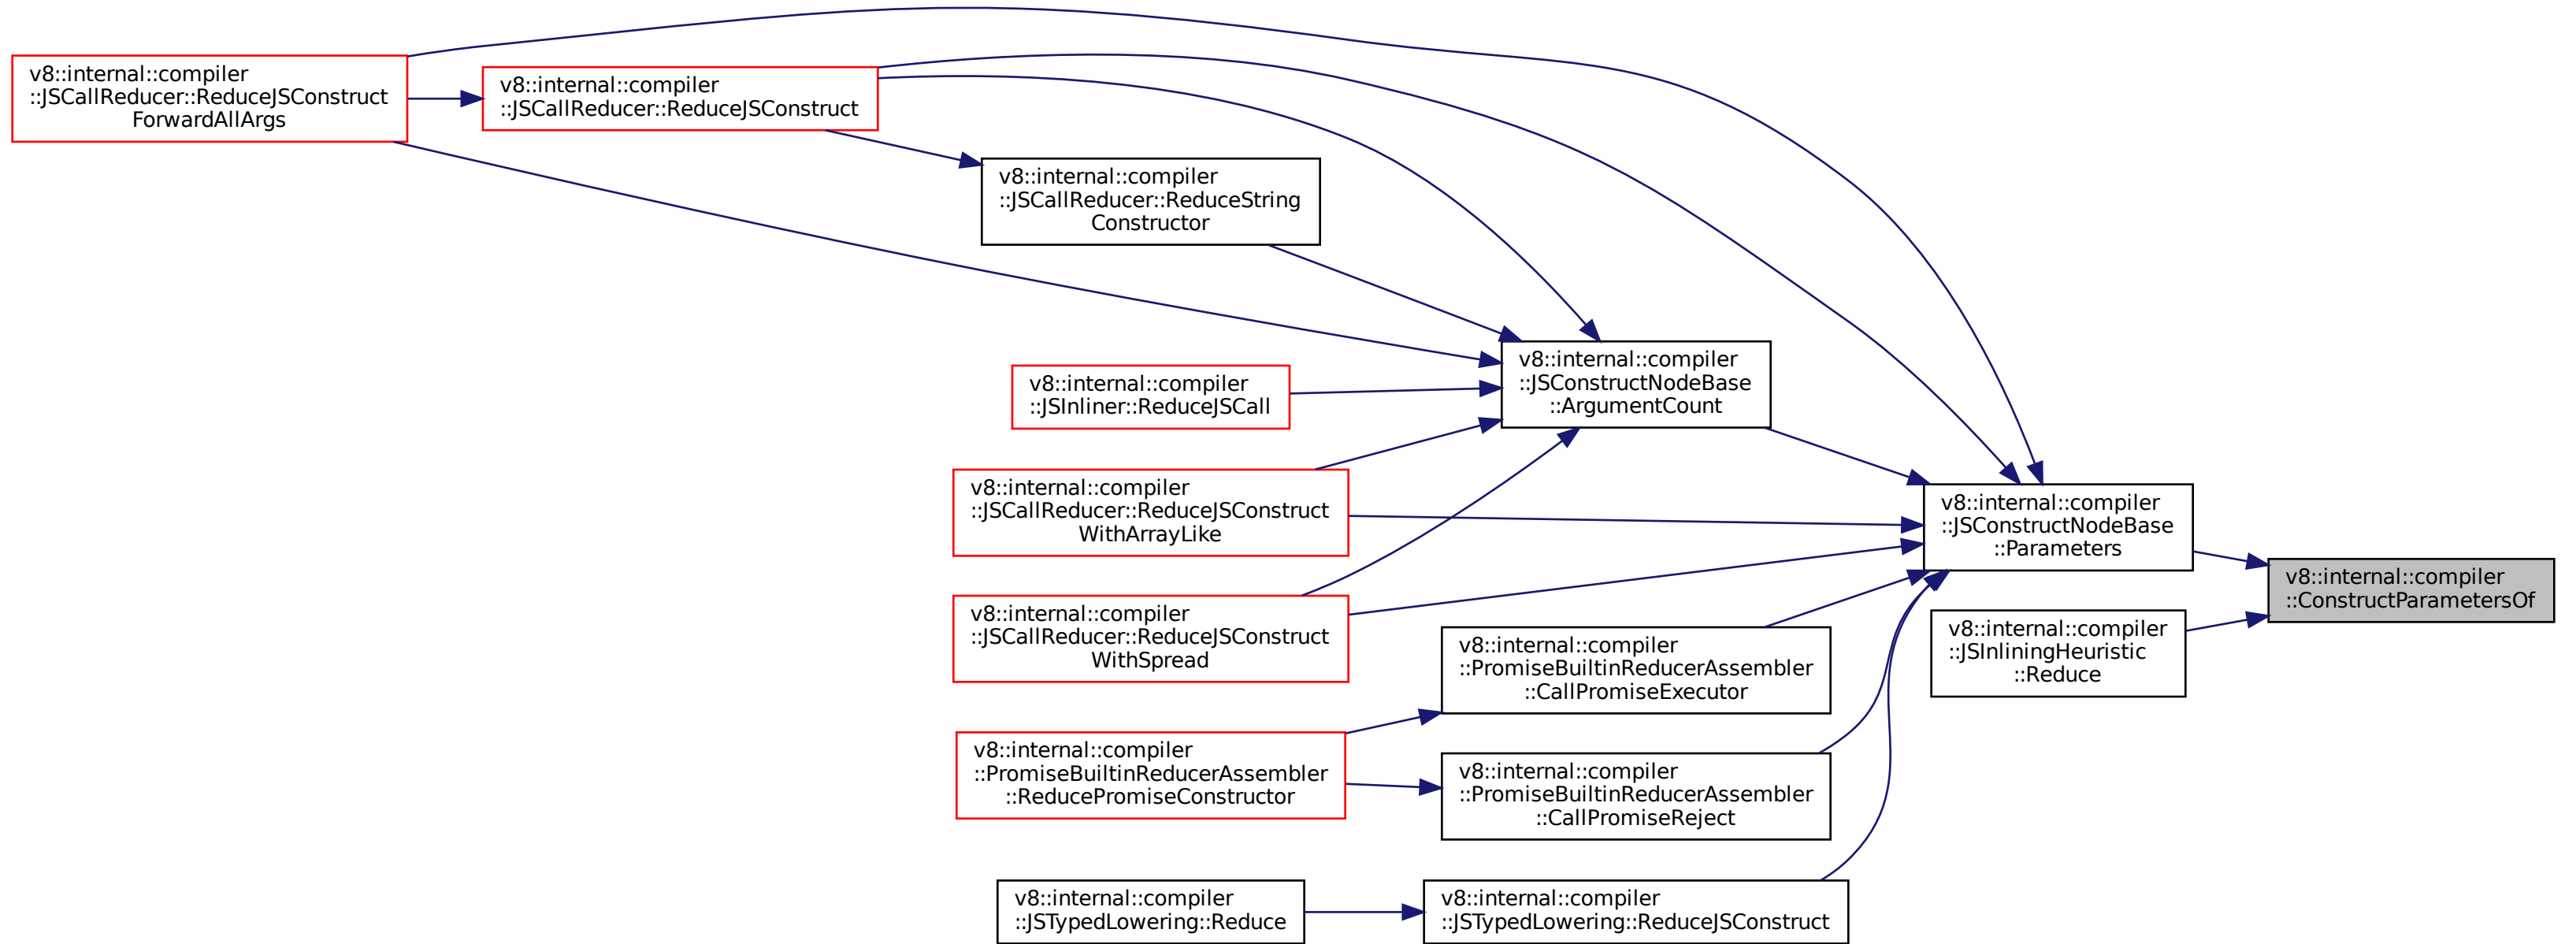 v8::internal::compiler
::JSCallReducer::ReduceJSConstruct
ForwardAllArgs
v8::internal::compiler
::JSCallReducer::ReduceJSConstruct
v8::internal::compiler
::JSCallReducer::ReduceString
Constructor
v8::internal::compiler
::JSInliner::ReduceJSCall
v8::internal::compiler
::JSCallReducer::ReduceJSConstruct
WithArrayLike
v8::internal::compiler
::JSCallReducer::ReduceJSConstruct
WithSpread
v8::internal::compiler
::PromiseBuiltinReducerAssembler
::ReducePromiseConstructor
v8::internal::compiler
::JSTypedLowering::Reduce
v8::internal::compiler
::JSConstructNodeBase
::ArgumentCount
v8::internal::compiler
::PromiseBuiltinReducerAssembler
::CallPromiseExecutor
v8::internal::compiler
::PromiseBuiltinReducerAssembler
::CallPromiseReject
v8::internal::compiler
::JSTypedLowering::ReduceJSConstruct
v8::internal::compiler
::JSConstructNodeBase
::Parameters
v8::internal::compiler
::JSInliningHeuristic
::Reduce
v8::internal::compiler
::ConstructParametersOf